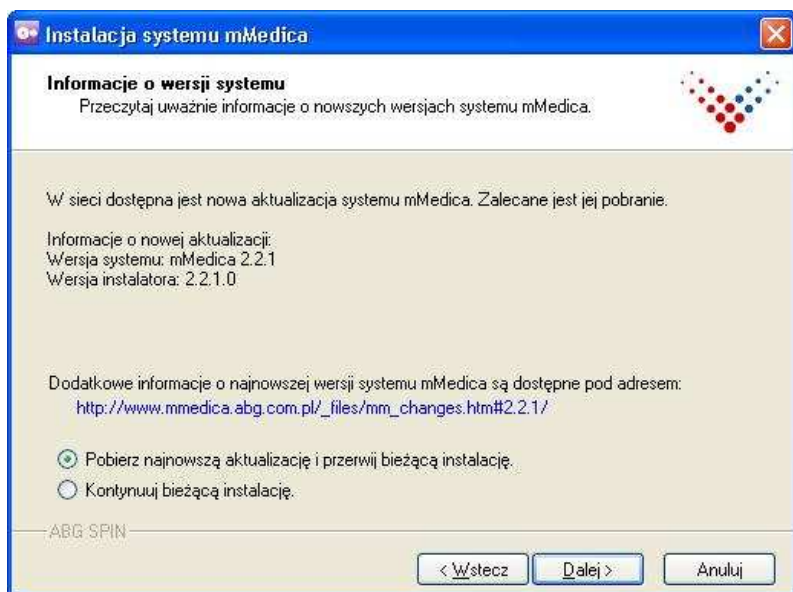 Instalacja systemu mMedica
Informacje o wersji systemu
Przeczytaj uważnie informacje o nowszych wersjach systemu mMedica.
W sieci dostępna jest nowa aktualizacja systemu mMedica. Zalecane jest jej pobranie.
Informacje o nowej aktualizacji:
Wersja systemu: mMedica 2.2.1
Wersja instalatora: 2.2.1.0
Dodatkowe informacje o najnowszej wersji systemu mMedica są dostępne pod adresem:
http://www.mmedica.abg.com.pl/_files/mm_changes.htm#2.2.1/
Pobierz najnowszą aktualizację i przerwij bieżącą instalację.
Kontynuuj bieżącą instalację.
ABG SPIN
< Wstecz Dalej > Anuluj